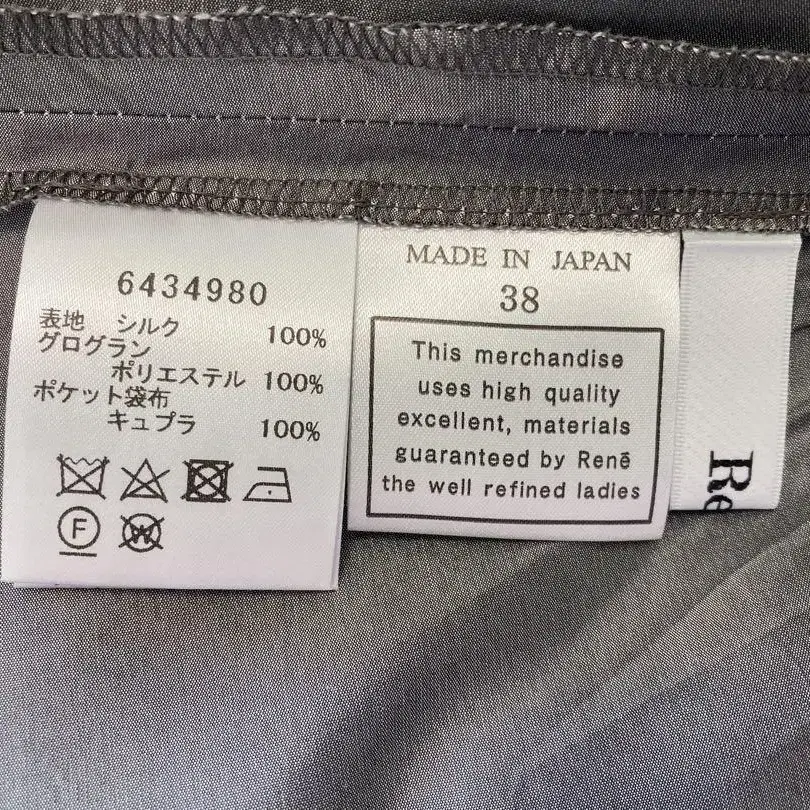 6434980
表地 シルク 100%
グログラン
ポリエステル 100%
ポケット袋布
キュプラ 100%
F
W
MADE IN JAPAN
38
This merchandise
uses high quality
excellent, materials
guaranteed by René
the well refined ladies
Re